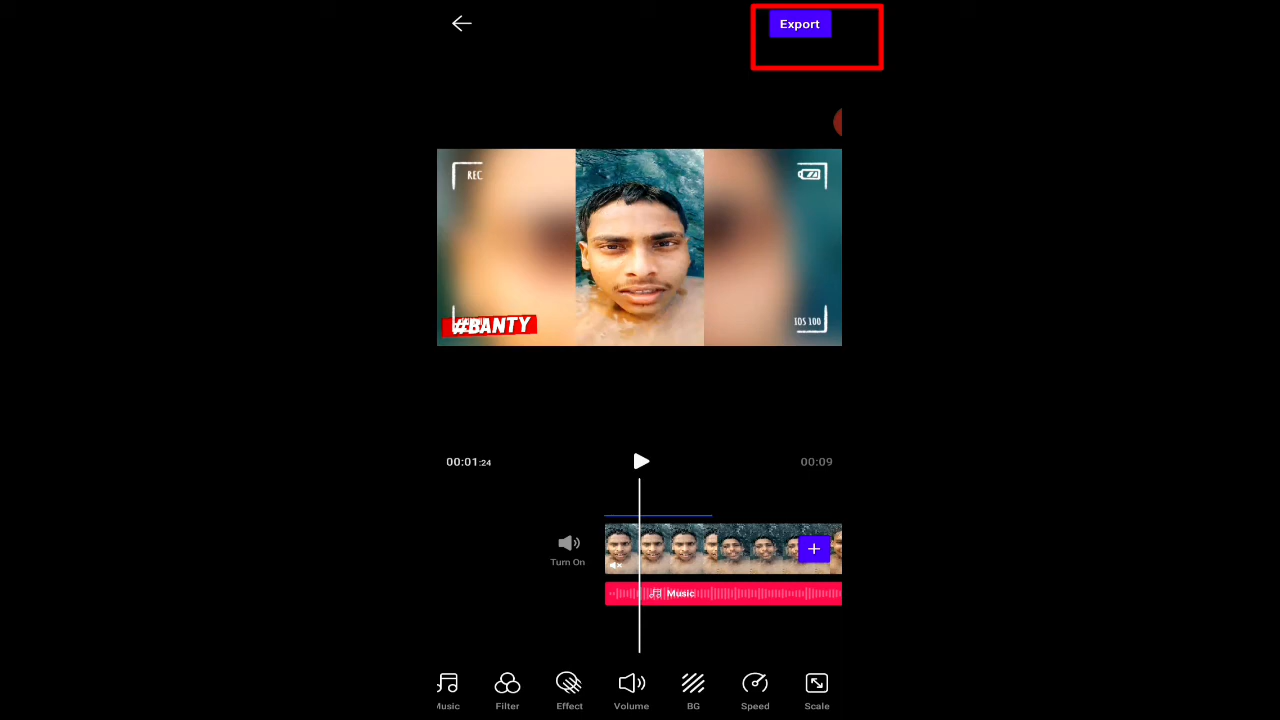 Export
REC
#BANTY
IOS 100
00:01:24
00:09
Turn On
Music
Music
Filter
Effect
Volume
BG
Speed
Scale